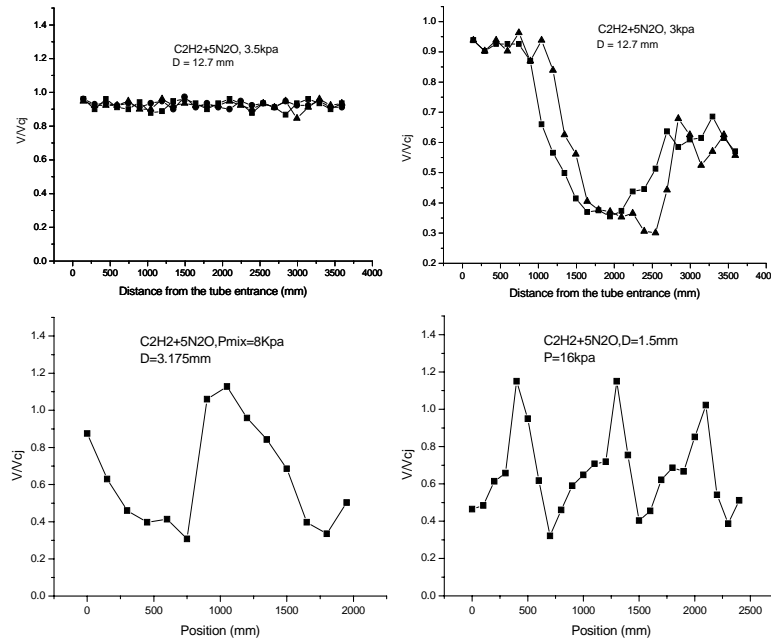 C2H2+5N2O, 3.5kpa
D = 12.7 mm
V/Vcj
1.4
1.2
1.0
0.8
0.6
0.4
0.2
0.0
0 500 1000 1500 2000 2500 3000 3500 4000
Distance from the tube entrance (mm)
C2H2+5N2O, 3kpa
D = 12.7 mm
V/Vcj
1.0
0.9
0.8
0.7
0.6
0.5
0.4
0.3
0.2
0 500 1000 1500 2000 2500 3000 3500 4000
Distance from the tube entrance (mm)
C2H2+5N2O,Pmix=8Kpa
D=3.175mm
V/Vcj
1.4
1.2
1.0
0.8
0.6
0.4
0.2
0.0
0 500 1000 1500 2000
Position (mm)
C2H2+5N2O,D=1.5mm
P=16kpa
V/Vcj
1.4
1.2
1.0
0.8
0.6
0.4
0.2
0.0
0 500 1000 1500 2000 2500
Position (mm)